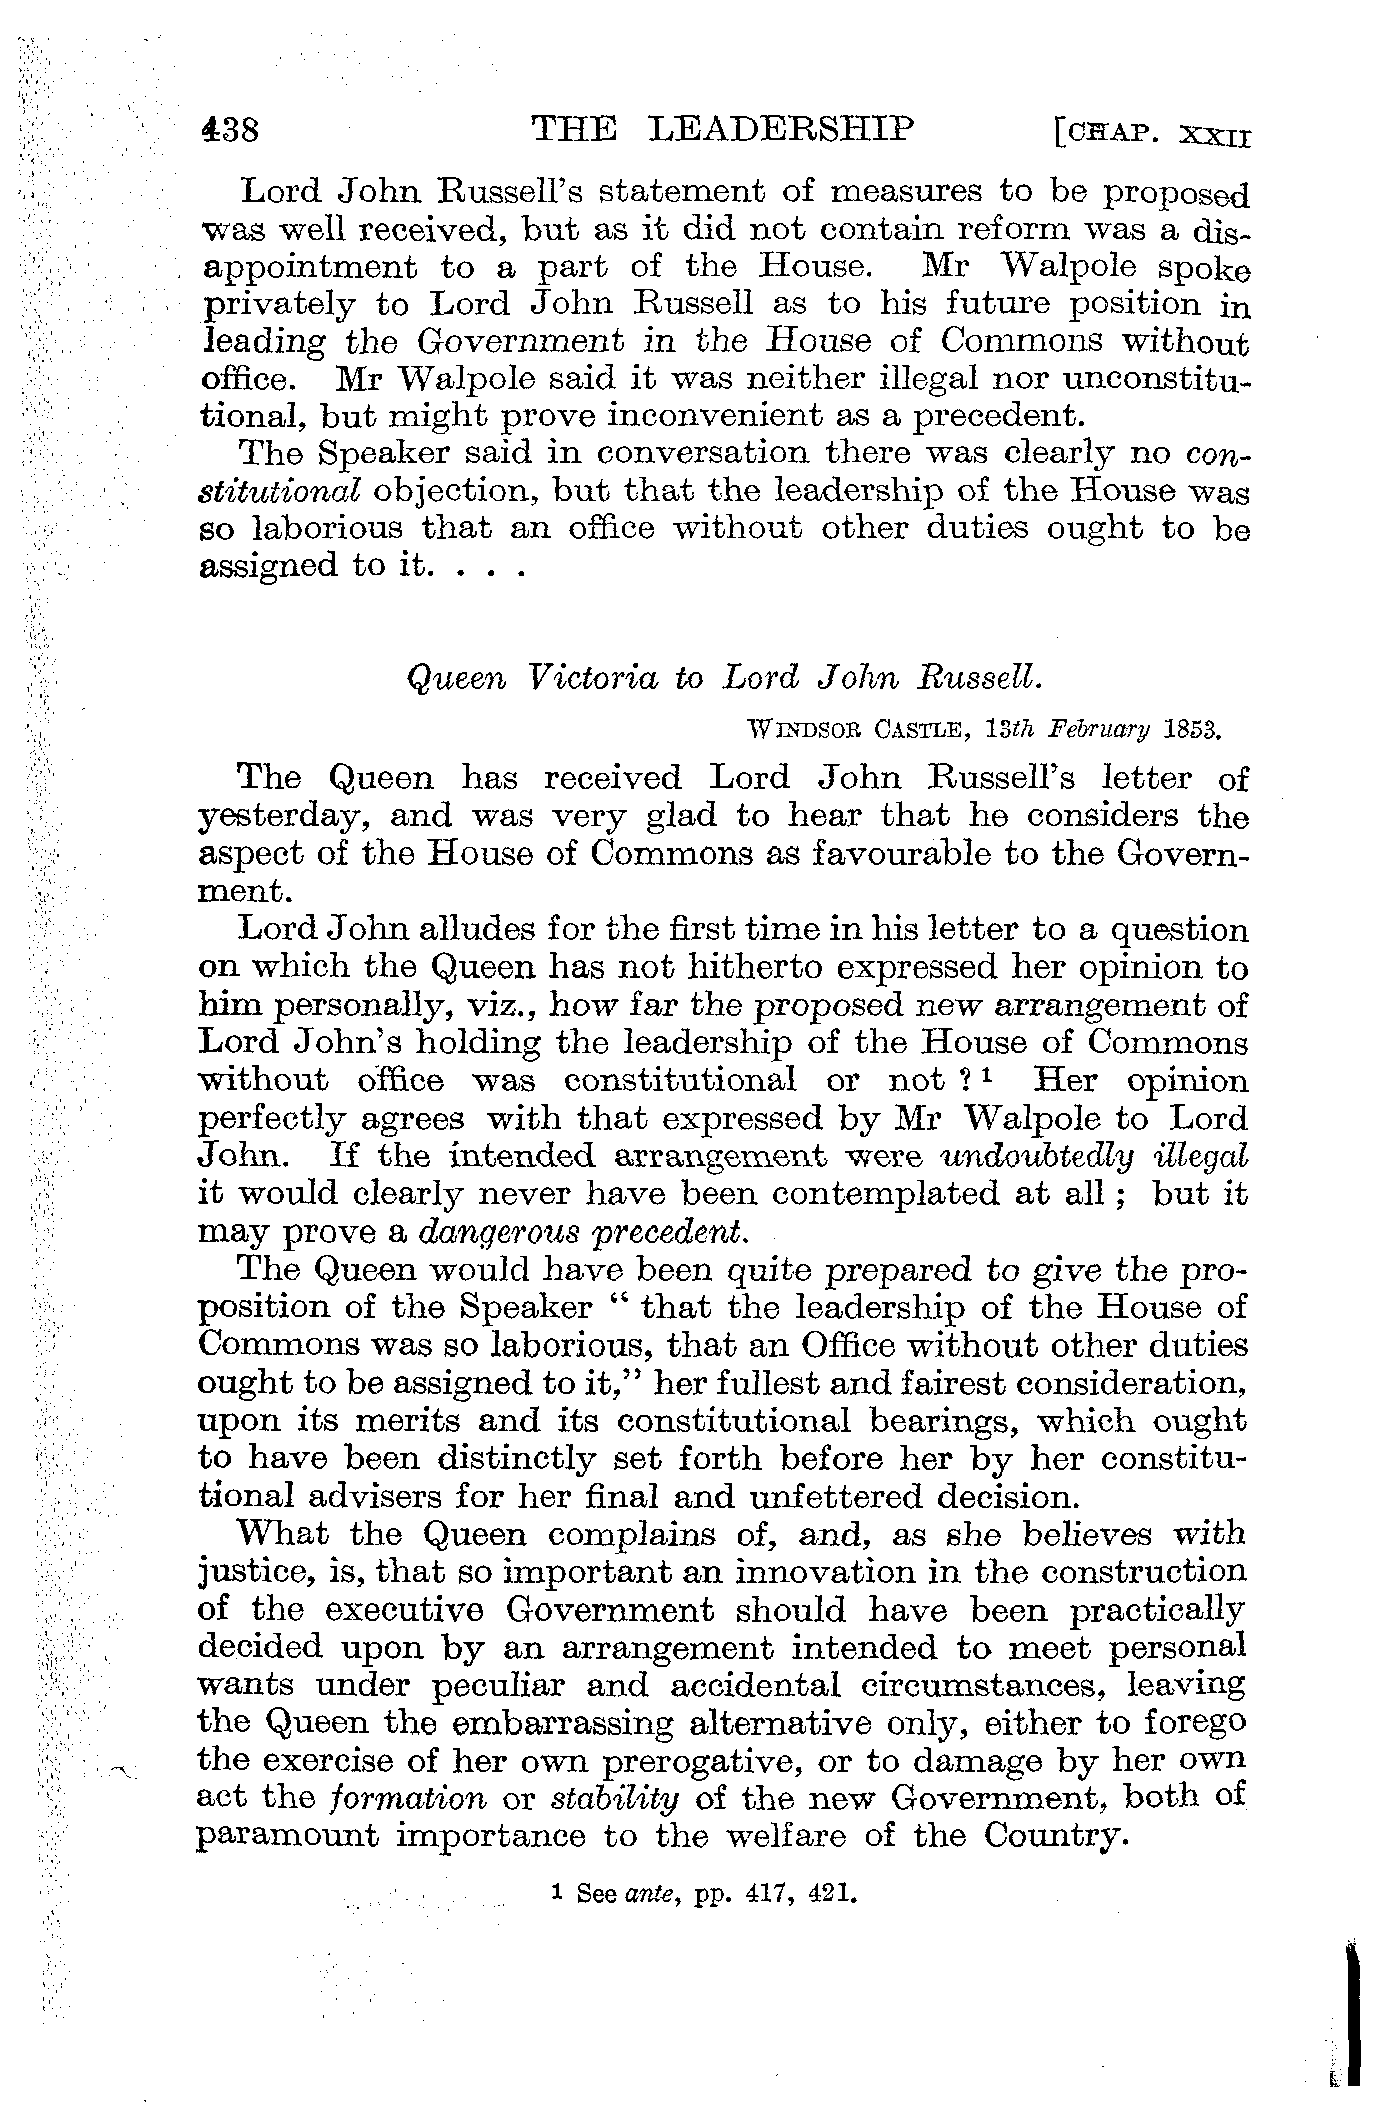 438 THE LEADERSHIP [CHAP. XXII
Lord John Russell's statement of measures to be proposed
was well received, but as it did not contain reform was a dis-
appointment to a part of the House. Mr Walpole spoke
privately to Lord John Russell as to his future position in
leading the Government in the House of Commons without
office. Mr Walpole said it was neither illegal nor unconstitu-
tional, but might prove inconvenient as a precedent.
The Speaker said in conversation there was clearly no con-
stitutional objection, but that the leadership of the House was
so laborious that an office without other duties ought to be
assigned to it. . . .
Queen Victoria to Lord John Russell.
WINDSOR CASTLE, 13th February 1853.
The Queen has received Lord John Russell's letter of
yesterday, and was very glad to hear that he considers the
aspect of the House of Commons as favourable to the Govern-
ment.
Lord John alludes for the first time in his letter to a question
on which the Queen has not hitherto expressed her opinion to
him personally, viz., how far the proposed new arrangement of
Lord John's holding the leadership of the House of Commons
without office was constitutional or not ? 1 Her opinion
perfectly agrees with that expressed by Mr Walpole to Lord
John. If the intended arrangement were undoubtedly illegal
it would clearly never have been contemplated at all ; but it
may prove a dangerous precedent.
The Queen would have been quite prepared to give the pro-
position of the Speaker " that the leadership of the House of
Commons was so laborious, that an Office without other duties
ought to be assigned to it," her fullest and fairest consideration,
upon its merits and its constitutional bearings, which ought
to have been distinctly set forth before her by her constitu-
tional advisers for her final and unfettered decision.
What the Queen complains of, and, as she believes with
justice, is, that so important an innovation in the construction
of the executive Government should have been practically
decided upon by an arrangement intended to meet personal
wants under peculiar and accidental circumstances, leaving
the Queen the embarrassing alternative only, either to forego
the exercise of her own prerogative, or to damage by her own
act the formation or stability of the new Government, both of
paramount importance to the welfare of the Country.
1 See ante, pp. 417, 421.